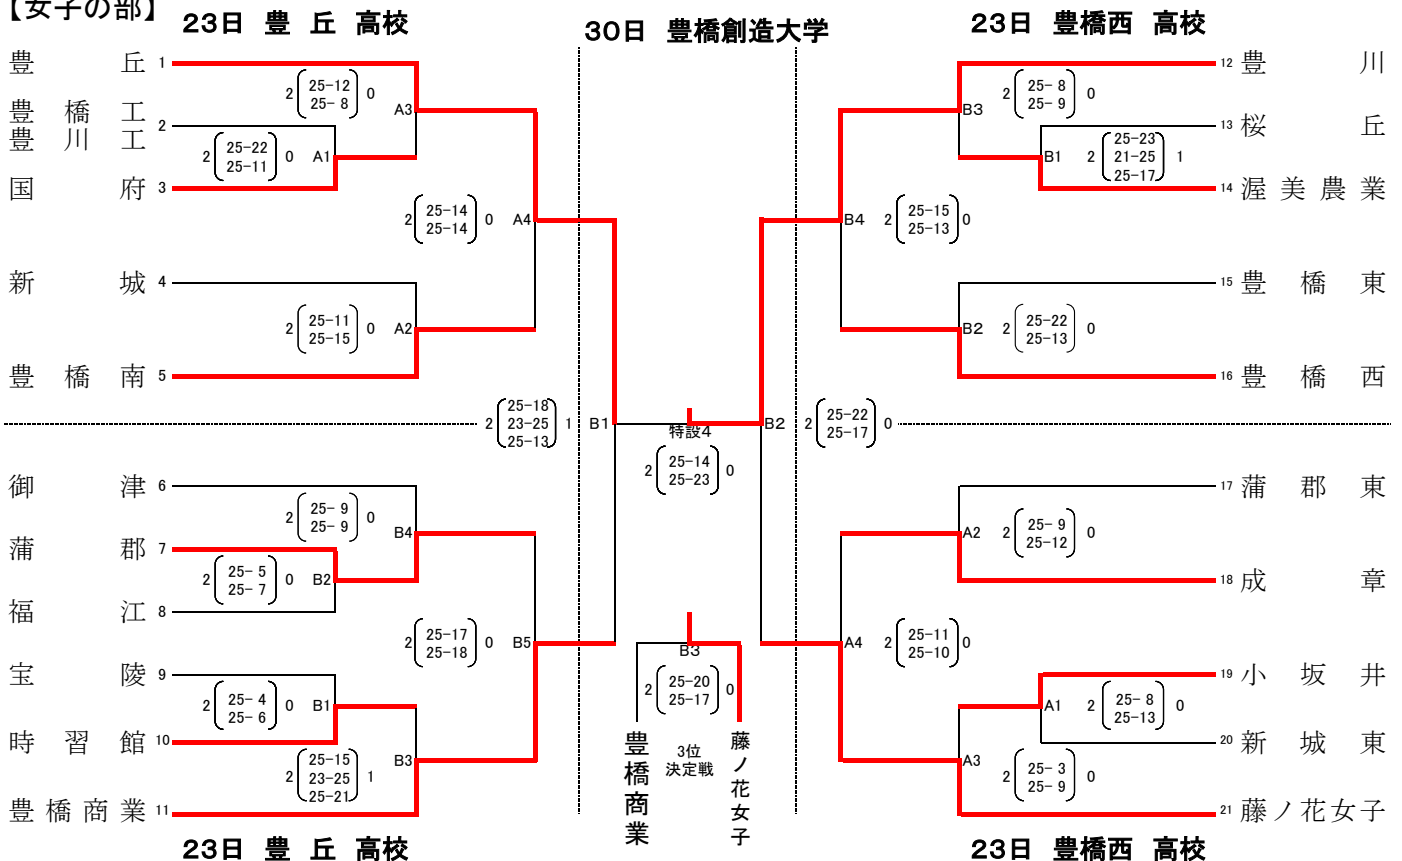 【女子の部】
23日 豊 丘 高校
30日 豊橋創造大学
23日 豊橋西 高校
豊 丘 1
2 25-12 0
25- 8
A3
豊 橋 工
豊 川 工
2
2 25-22 0
25-11
A1
国 府 3
2 25-14 0
25-14
A4
新 城 4
2 25-11 0
25-15
A2
豊 橋 南 5
2 25-18 1
23-25
25-13
B1
御 津 6
2 25- 9 0
25- 9
B4
蒲 郡 7
2 25- 5 0
25- 7
B2
福 江 8
2 25-17 0
25-18
B5
宝 陵 9
2 25- 4 0
25- 6
B1
時 習 館 10
2 25-15 1
23-25
25-21
B3
豊 橋 商 業 11
23日 豊 丘 高校
特設4
2 25-14 0
25-23
B3
2 25-20 0
25-17
豊橋商業
3位
決定戦
藤ノ花女子
12 豊 川
B3
2 25- 8 0
25- 9
13 桜 丘
B1
2 25-23 1
21-25
25-17
14 渥 美 農 業
B4
2 25-15 0
25-13
15 豊 橋 東
B2
2 25-22 0
25-13
16 豊 橋 西
B2
2 25-22 0
25-17
17 蒲 郡 東
A2
2 25- 9 0
25-12
18 成 章
A4
2 25-11 0
25-10
19 小 坂 井
A1
2 25- 8 0
25-13
20 新 城 東
A3
2 25- 3 0
25- 9
21 藤ノ花女子
23日 豊橋西 高校